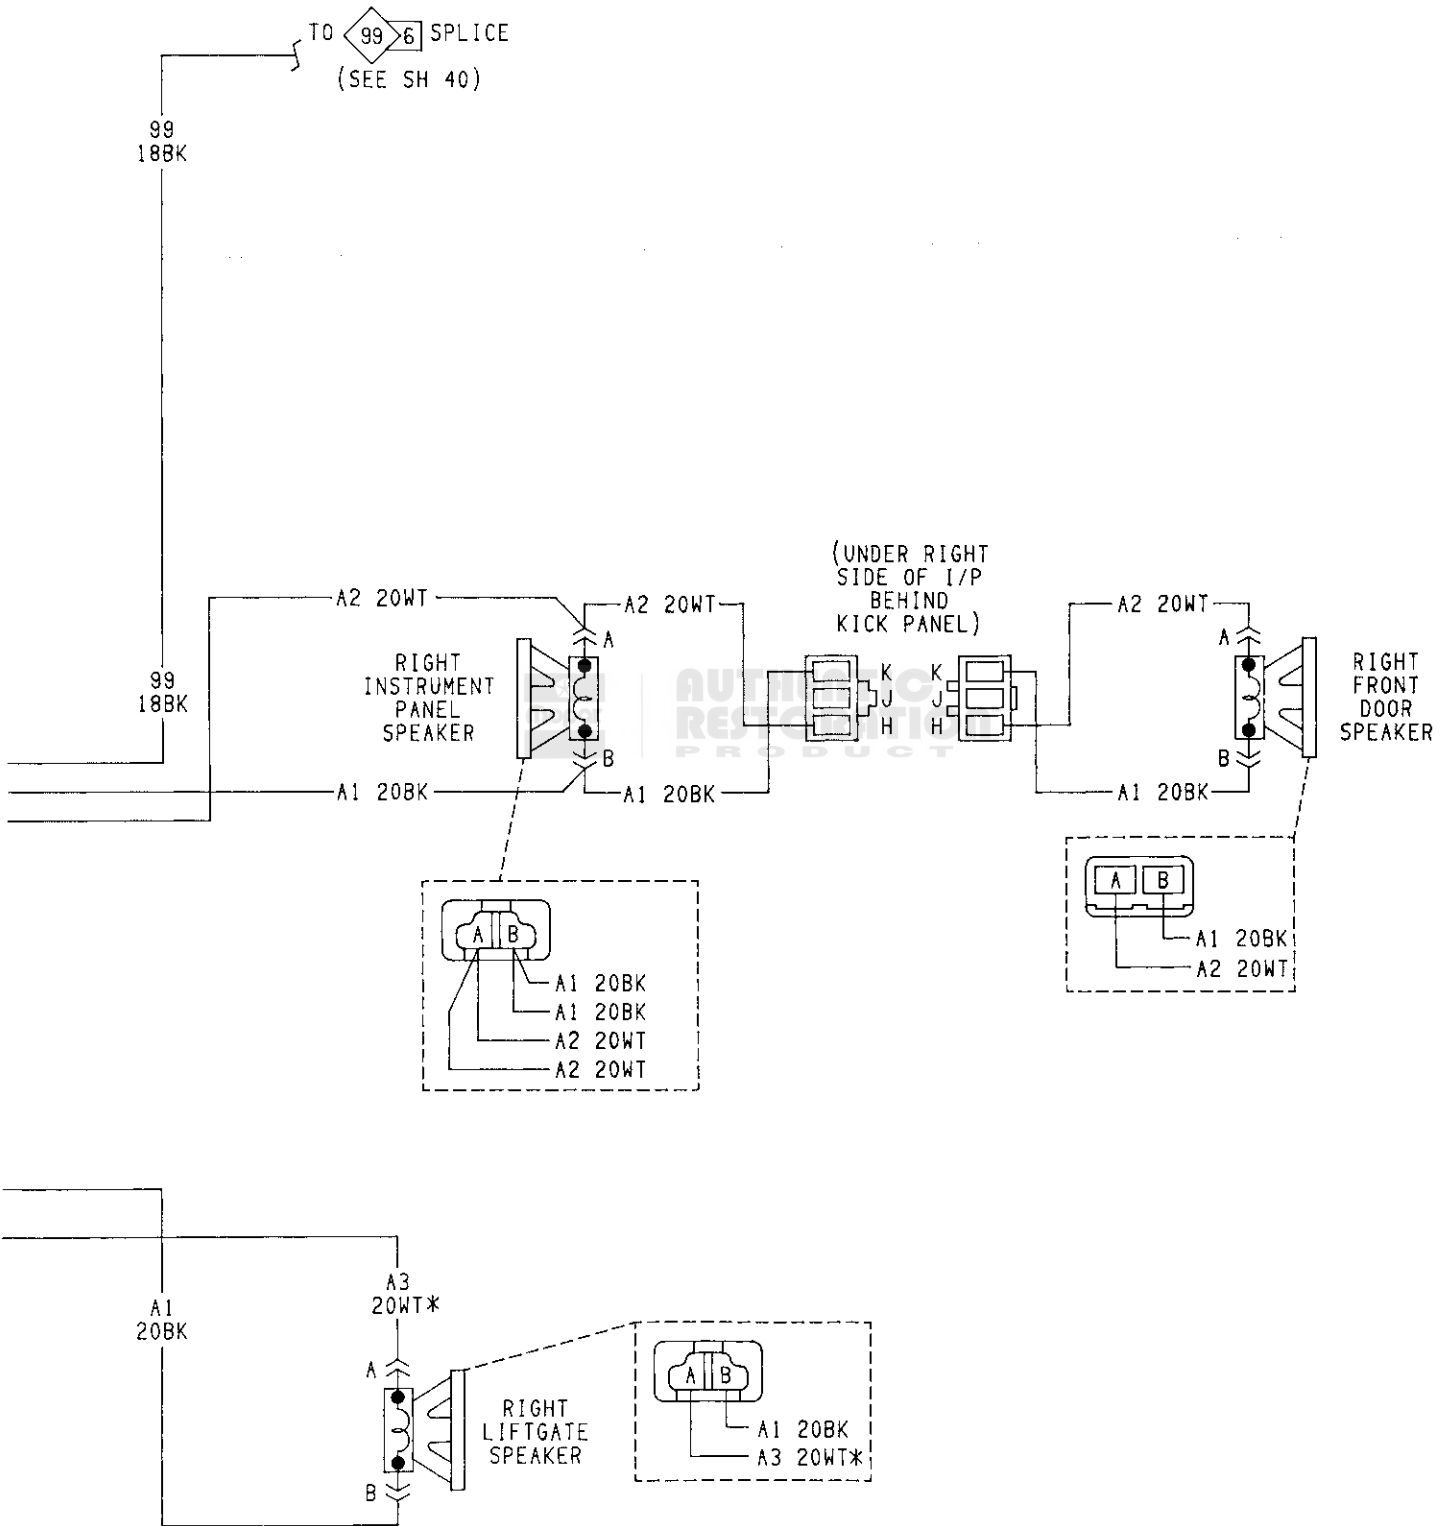 TO 99 6 SPLICE
(SEE SH 40)
99
18BK
(UNDER RIGHT
SIDE OF I/P
BEHIND
KICK PANEL)
A2 20WT
A2 20WT
A2 20WT
A
A
RIGHT
INSTRUMENT
PANEL
SPEAKER
99
18BK
K
J
H
K
J
H
RIGHT
FRONT
DOOR
SPEAKER
AUTHENTIC
RESTORATION
PRODUCT
B
B
A1 20BK
A1 20BK
A1 20BK
A B
A1 20BK
A2 20WT
A B
A1 20BK
A1 20BK
A2 20WT
A2 20WT
A3
20WT*
A1
20BK
A
RIGHT
LIFTGATE
SPEAKER
B
A B
A1 20BK
A3 20WT*